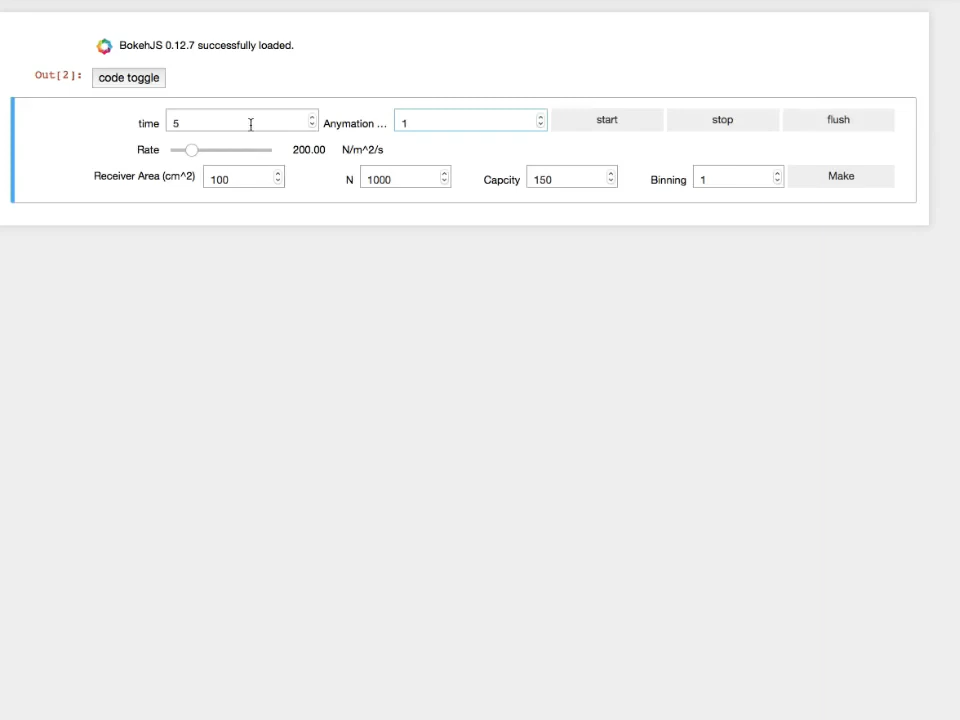 BokehJS 0.12.7 successfully loaded.
Out[2]: code toggle
time 5 Anymation ... 1 start stop flush
Rate 200.00 N/m^2/s
Receiver Area (cm^2) 100 N 1000 Capcity 150 Binning 1 Make